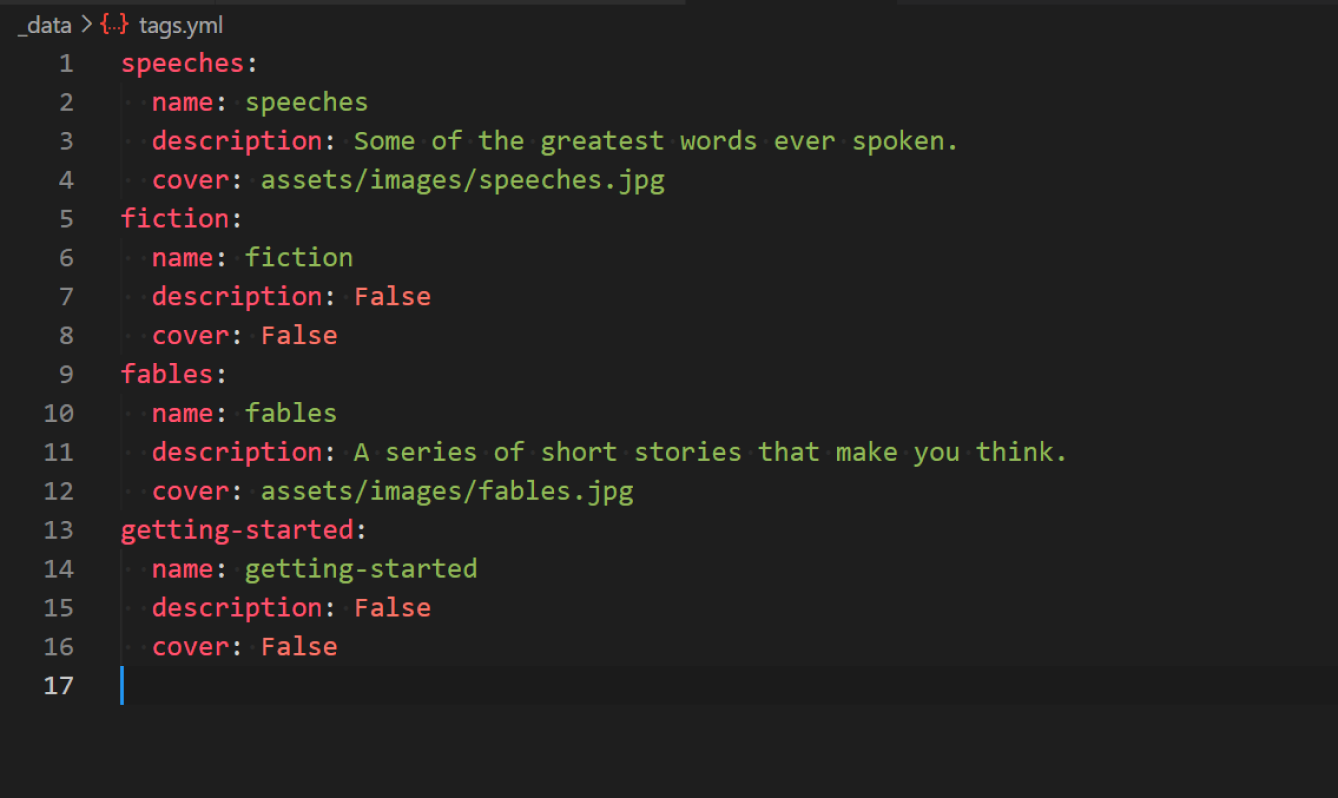 _data > {..} tags.yml
1 speeches:
2   name: speeches
3   description: Some of the greatest words ever spoken.
4   cover: assets/images/speeches.jpg
5 fiction:
6   name: fiction
7   description: False
8   cover: False
9 fables:
10   name: fables
11   description: A series of short stories that make you think.
12   cover: assets/images/fables.jpg
13 getting-started:
14   name: getting-started
15   description: False
16   cover: False
17